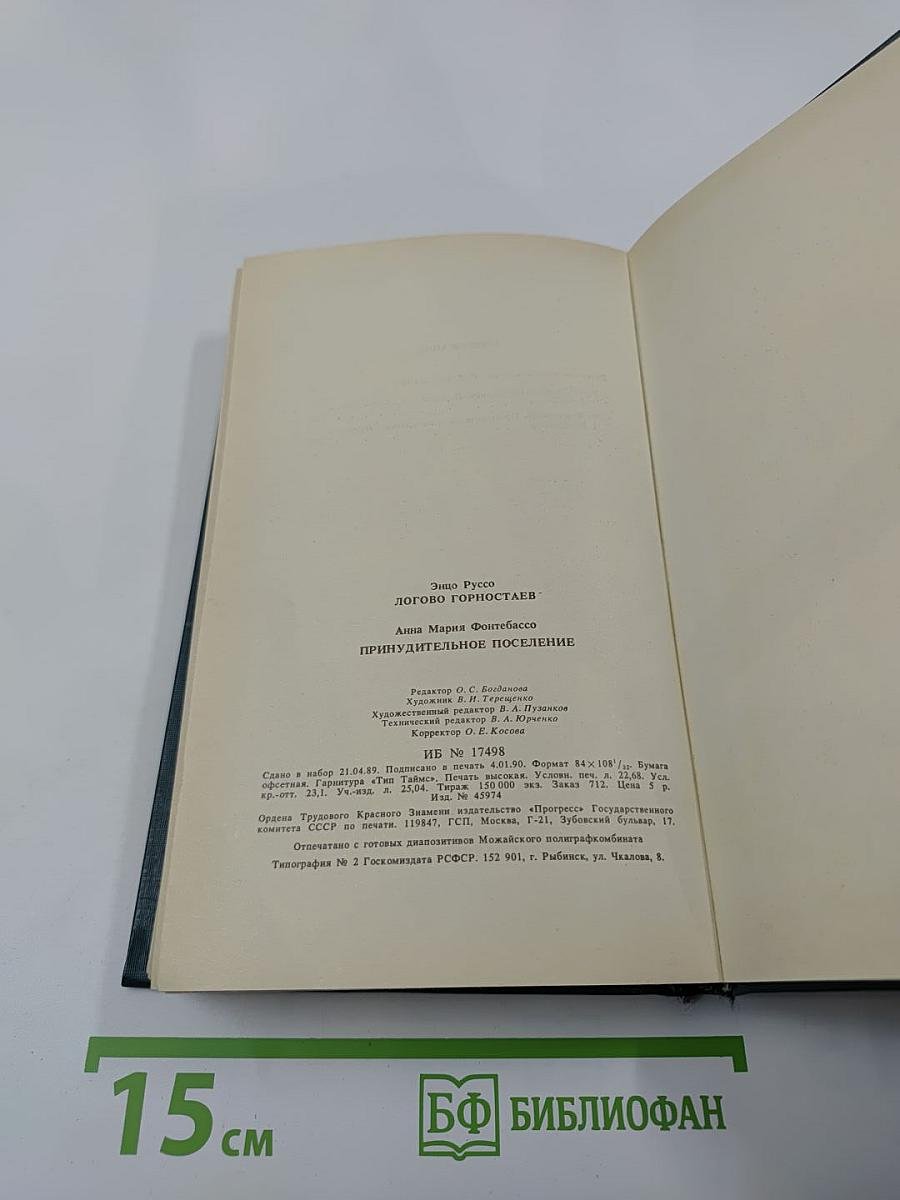 Энцо Руссо
ЛОГОВО ГОРНОСТАЕВ
Анна Мария Фонтебассо
ПРИНУДИТЕЛЬНОЕ ПОСЕЛЕНИЕ
Редактор О. С. Богданова
Художник В. И. Терещенко
Художественный редактор В. А. Пузанков
Технический редактор В. А. Юрченко
Корректор О. Е. Косова
ИБ № 17498
Сдано в набор 21.04.89. Подписано в печать 4.01.90. Формат 84×108¹/₃₂. Бумага
офсетная. Гарнитура «Тип Таймс». Печать высокая. Условн. печ. л. 22,68. Усл.
кр.-отт. 23,1. Уч.-изд. л. 25,04. Тираж 150 000 экз. Заказ 712. Цена 5 р.
Изд. № 45974
Ордена Трудового Красного Знамени издательство «Прогресс» Государственного
комитета СССР по печати. 119847, ГСП, Москва, Г-21, Зубовский бульвар, 17.
Отпечатано с готовых диапозитивов Можайского полиграфкомбината
Типография № 2 Госкомиздата РСФСР. 152 901, г. Рыбинск, ул. Чкалова, 8.
15 см
БФ БИБЛИОФАН